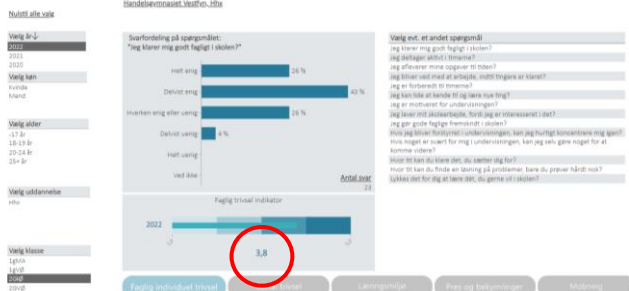 Handelsgymnasiet Vestfyn, Hhx
Nulstil alle valg
Vælg år↓
2022
2021
2020
Vælg køn
Kvinde
Mand
Vælg alder
-17 år
18-19 år
20-24 år
25+ år
Vælg uddannelse
Hhx
Vælg klasse
1gMA
1gVØ
2GIØ
2GVØ
Svarfordeling på spørgsmålet:
"Jeg klarer mig godt fagligt i skolen?"
Helt enig
Delvist enig 43 %
Hverken enig eller uenig
Delvist uenig 4 %
Helt uenig
Ved ikke
Antal svar
23
Faglig trivsel indikator
2022
3,8
Vælg evt. et andet spørgsmål
Jeg klarer mig godt fagligt i skolen?
Jeg deltager aktivt i timerne?
Jeg afleverer mine opgaver til tiden?
Jeg bliver ved med at arbejde, indtil tingene er klaret?
Jeg er forberedt til timerne?
Jeg kan lide at kende til og lære nye ting?
Jeg er motiveret for undervisningen?
Jeg laver mit skolearbejde, fordi jeg er interesseret i det?
Jeg gør gode faglige fremskridt i skolen?
Hvis jeg bliver forstyrret i undervisningen, kan jeg hurtigt koncentrere mig igen?
Hvis noget er svært for mig i undervisningen, kan jeg selv gøre noget for at
komme videre?
Hvor tit kan du klare det, du sætter dig for?
Hvor tit kan du finde en løsning på problemer, bare du prøver hårdt nok?
Lykkes det for dig at lære det, du gerne vil i skolen?
Faglig individuel trivsel
trivsel
Læringsmiljø
Pres og bekymringer
Mobning